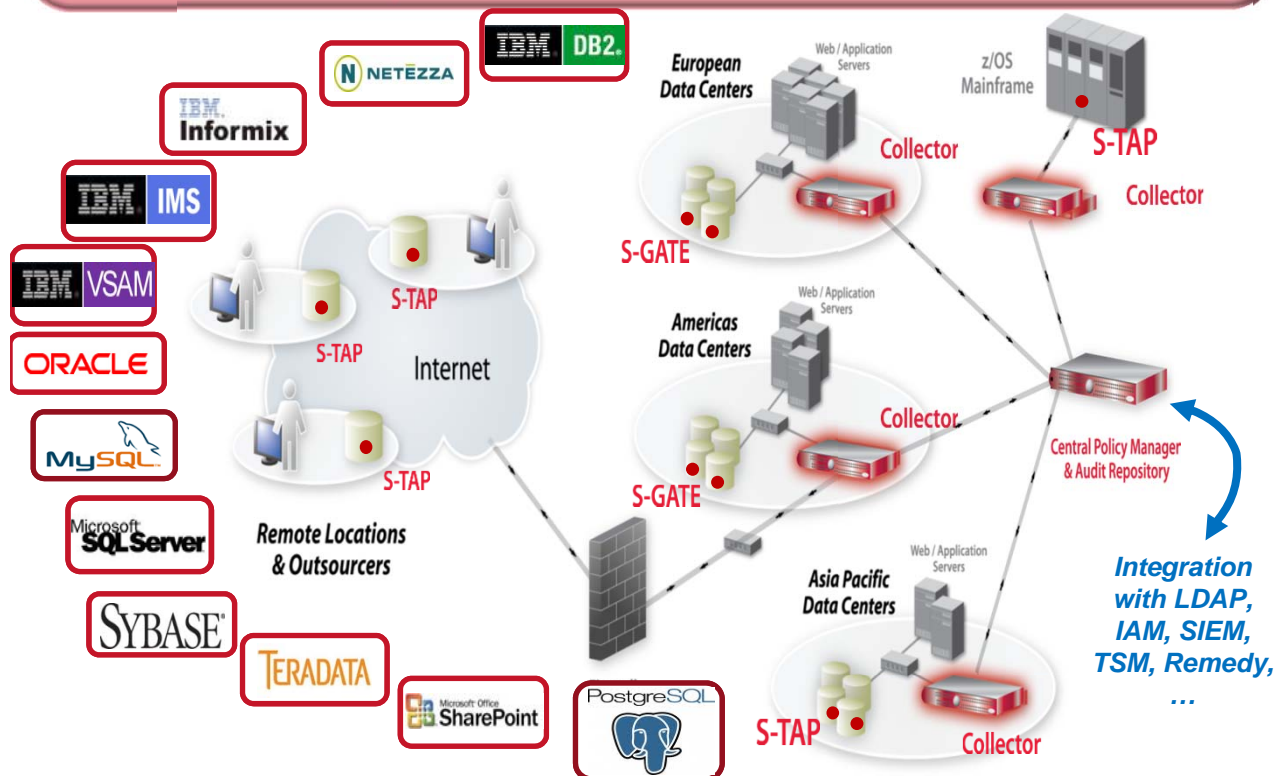 IBM.
DB2.
NETEZZA
N
IBM.
Informix
IBM.
IMS
IBM.
VSAM
ORACLE
MySQL™
Microsoft®
SQL Server
SYBASE®
TERADATA
Microsoft® Office
SharePoint
PostgreSQL
S-TAP
S-TAP
S-TAP
Internet
Remote Locations
& Outsourcers
European
Data Centers
Web / Application
Servers
Collector
S-GATE
z/OS
Mainframe
S-TAP
Collector
Americas
Data Centers
Web / Application
Servers
Collector
S-GATE
Central Policy Manager
& Audit Repository
Asia Pacific
Data Centers
Web / Application
Servers
S-TAP
Collector
Integration
with LDAP,
IAM, SIEM,
TSM, Remedy,
…